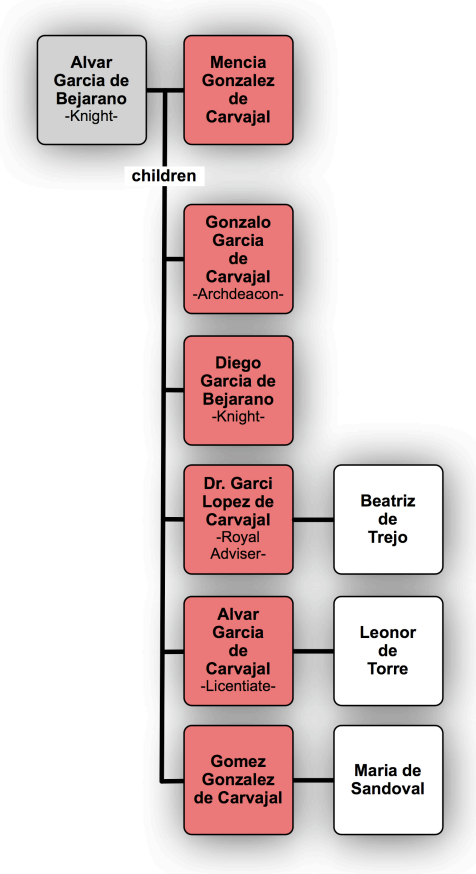 Alvar
Garcia de
Bejarano
-Knight-
Mencia
Gonzalez
de
Carvajal
children
Gonzalo
Garcia
de
Carvajal
-Archdeacon-
Diego
Garcia de
Bejarano
-Knight-
Dr. Garci
Lopez de
Carvajal
-Royal
Adviser-
Beatriz
de
Trejo
Alvar
Garcia
de
Carvajal
-Licentiate-
Leonor
de
Torre
Gomez
Gonzalez
de Carvajal
Maria de
Sandoval